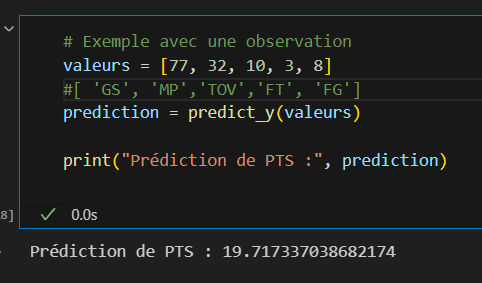 # Exemple avec une observation
valeurs = [77, 32, 10, 3, 8]
#[ 'GS', 'MP','TOV','FT', 'FG']
prediction = predict_y(valeurs)
print("Prédiction de PTS :", prediction)
8]
0.0s
Prédiction de PTS : 19.717337038682174